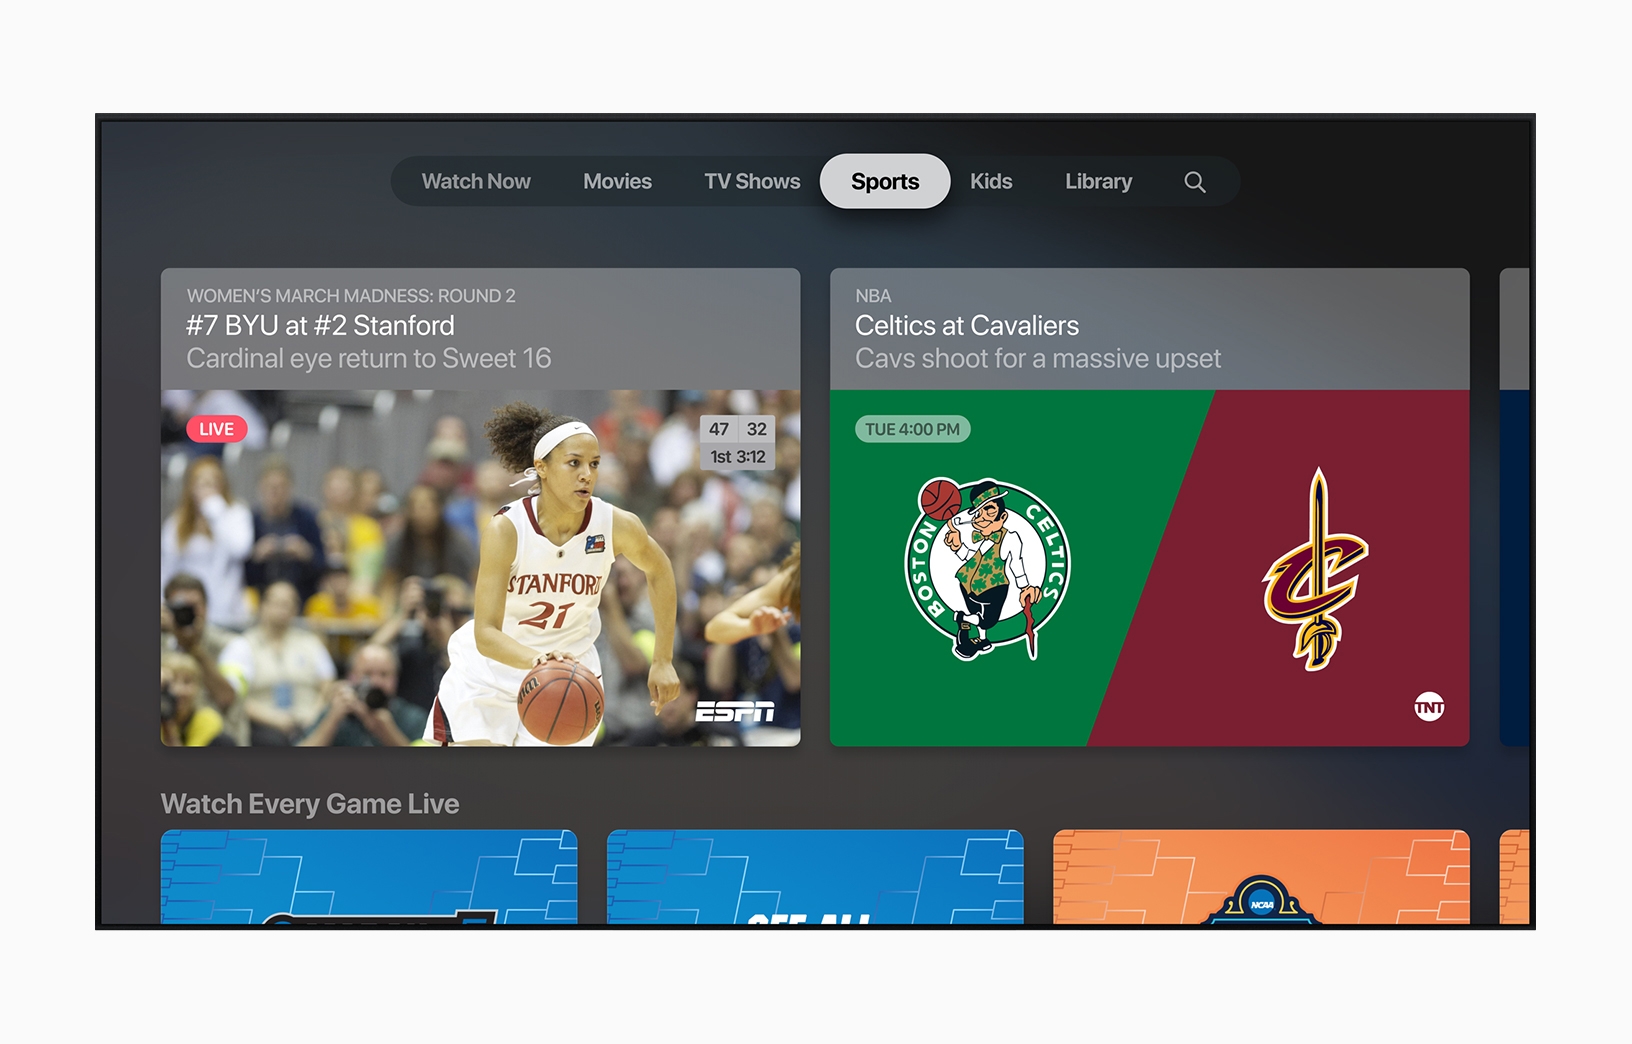 Watch Now Movies TV Shows Sports Kids Library
WOMEN'S MARCH MADNESS: ROUND 2
#7 BYU at #2 Stanford
Cardinal eye return to Sweet 16
LIVE
47 32
1st 3:12
STANFORD
21
ESPN
NBA
Celtics at Cavaliers
Cavs shoot for a massive upset
TUE 4:00 PM
BOSTON CELTICS
C
TNT
Watch Every Game Live
SEE ALL
NCAA